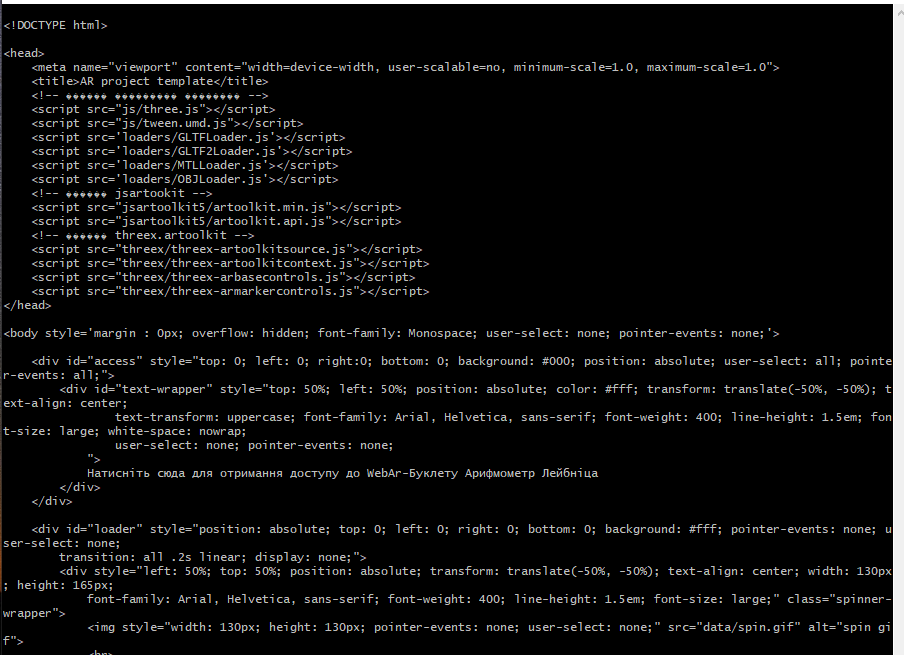 <!DOCTYPE html>
<head>
<meta name="viewport" content="width=device-width, user-scalable=no, minimum-scale=1.0, maximum-scale=1.0">
<title>AR project template</title>
<!-- ������ ��������� �������� -->
<script src="js/three.js"></script>
<script src="js/tween.umd.js"></script>
<script src='loaders/GLTFLoader.js'></script>
<script src='loaders/GLTF2Loader.js'></script>
<script src='loaders/MTLLoader.js'></script>
<script src='loaders/OBJLoader.js'></script>
<!-- ������ jsartookit -->
<script src="jsartoolkit5/artoolkit.min.js"></script>
<script src="jsartoolkit5/artoolkit.api.js"></script>
<!-- ������ threex.artoolkit -->
<script src="threex/threex-artoolkitsource.js"></script>
<script src="threex/threex-artoolkitcontext.js"></script>
<script src="threex/threex-arbasecontrols.js"></script>
<script src="threex/threex-armarkercontrols.js"></script>
</head>
<body style='margin : 0px; overflow: hidden; font-family: Monospace; user-select: none; pointer-events: none;'>
<div id="access" style="top: 0; left: 0; right:0; bottom: 0; background: #000; position: absolute; user-select: all; pointe
r-events: all;">
<div id="text-wrapper" style="top: 50%; left: 50%; position: absolute; color: #fff; transform: translate(-50%, -50%); t
ext-align: center;
text-transform: uppercase; font-family: Arial, Helvetica, sans-serif; font-weight: 400; line-height: 1.5em; fon
t-size: large; white-space: nowrap;
user-select: none; pointer-events: none;
">
Натисніть сюда для отримання доступу до WebAr-Буклету Арифмометр Лейбніца
</div>
</div>
<div id="loader" style="position: absolute; top: 0; left: 0; right: 0; bottom: 0; background: #fff; pointer-events: none; u
ser-select: none;
transition: all .2s linear; display: none;">
<div style="left: 50%; top: 50%; position: absolute; transform: translate(-50%, -50%); text-align: center; width: 130px
; height: 165px;
font-family: Arial, Helvetica, sans-serif; font-weight: 400; line-height: 1.5em; font-size: large;" class="spinner-
wrapper">
<img style="width: 130px; height: 130px; pointer-events: none; user-select: none;" src="data/spin.gif" alt="spin gi
f">
<br>